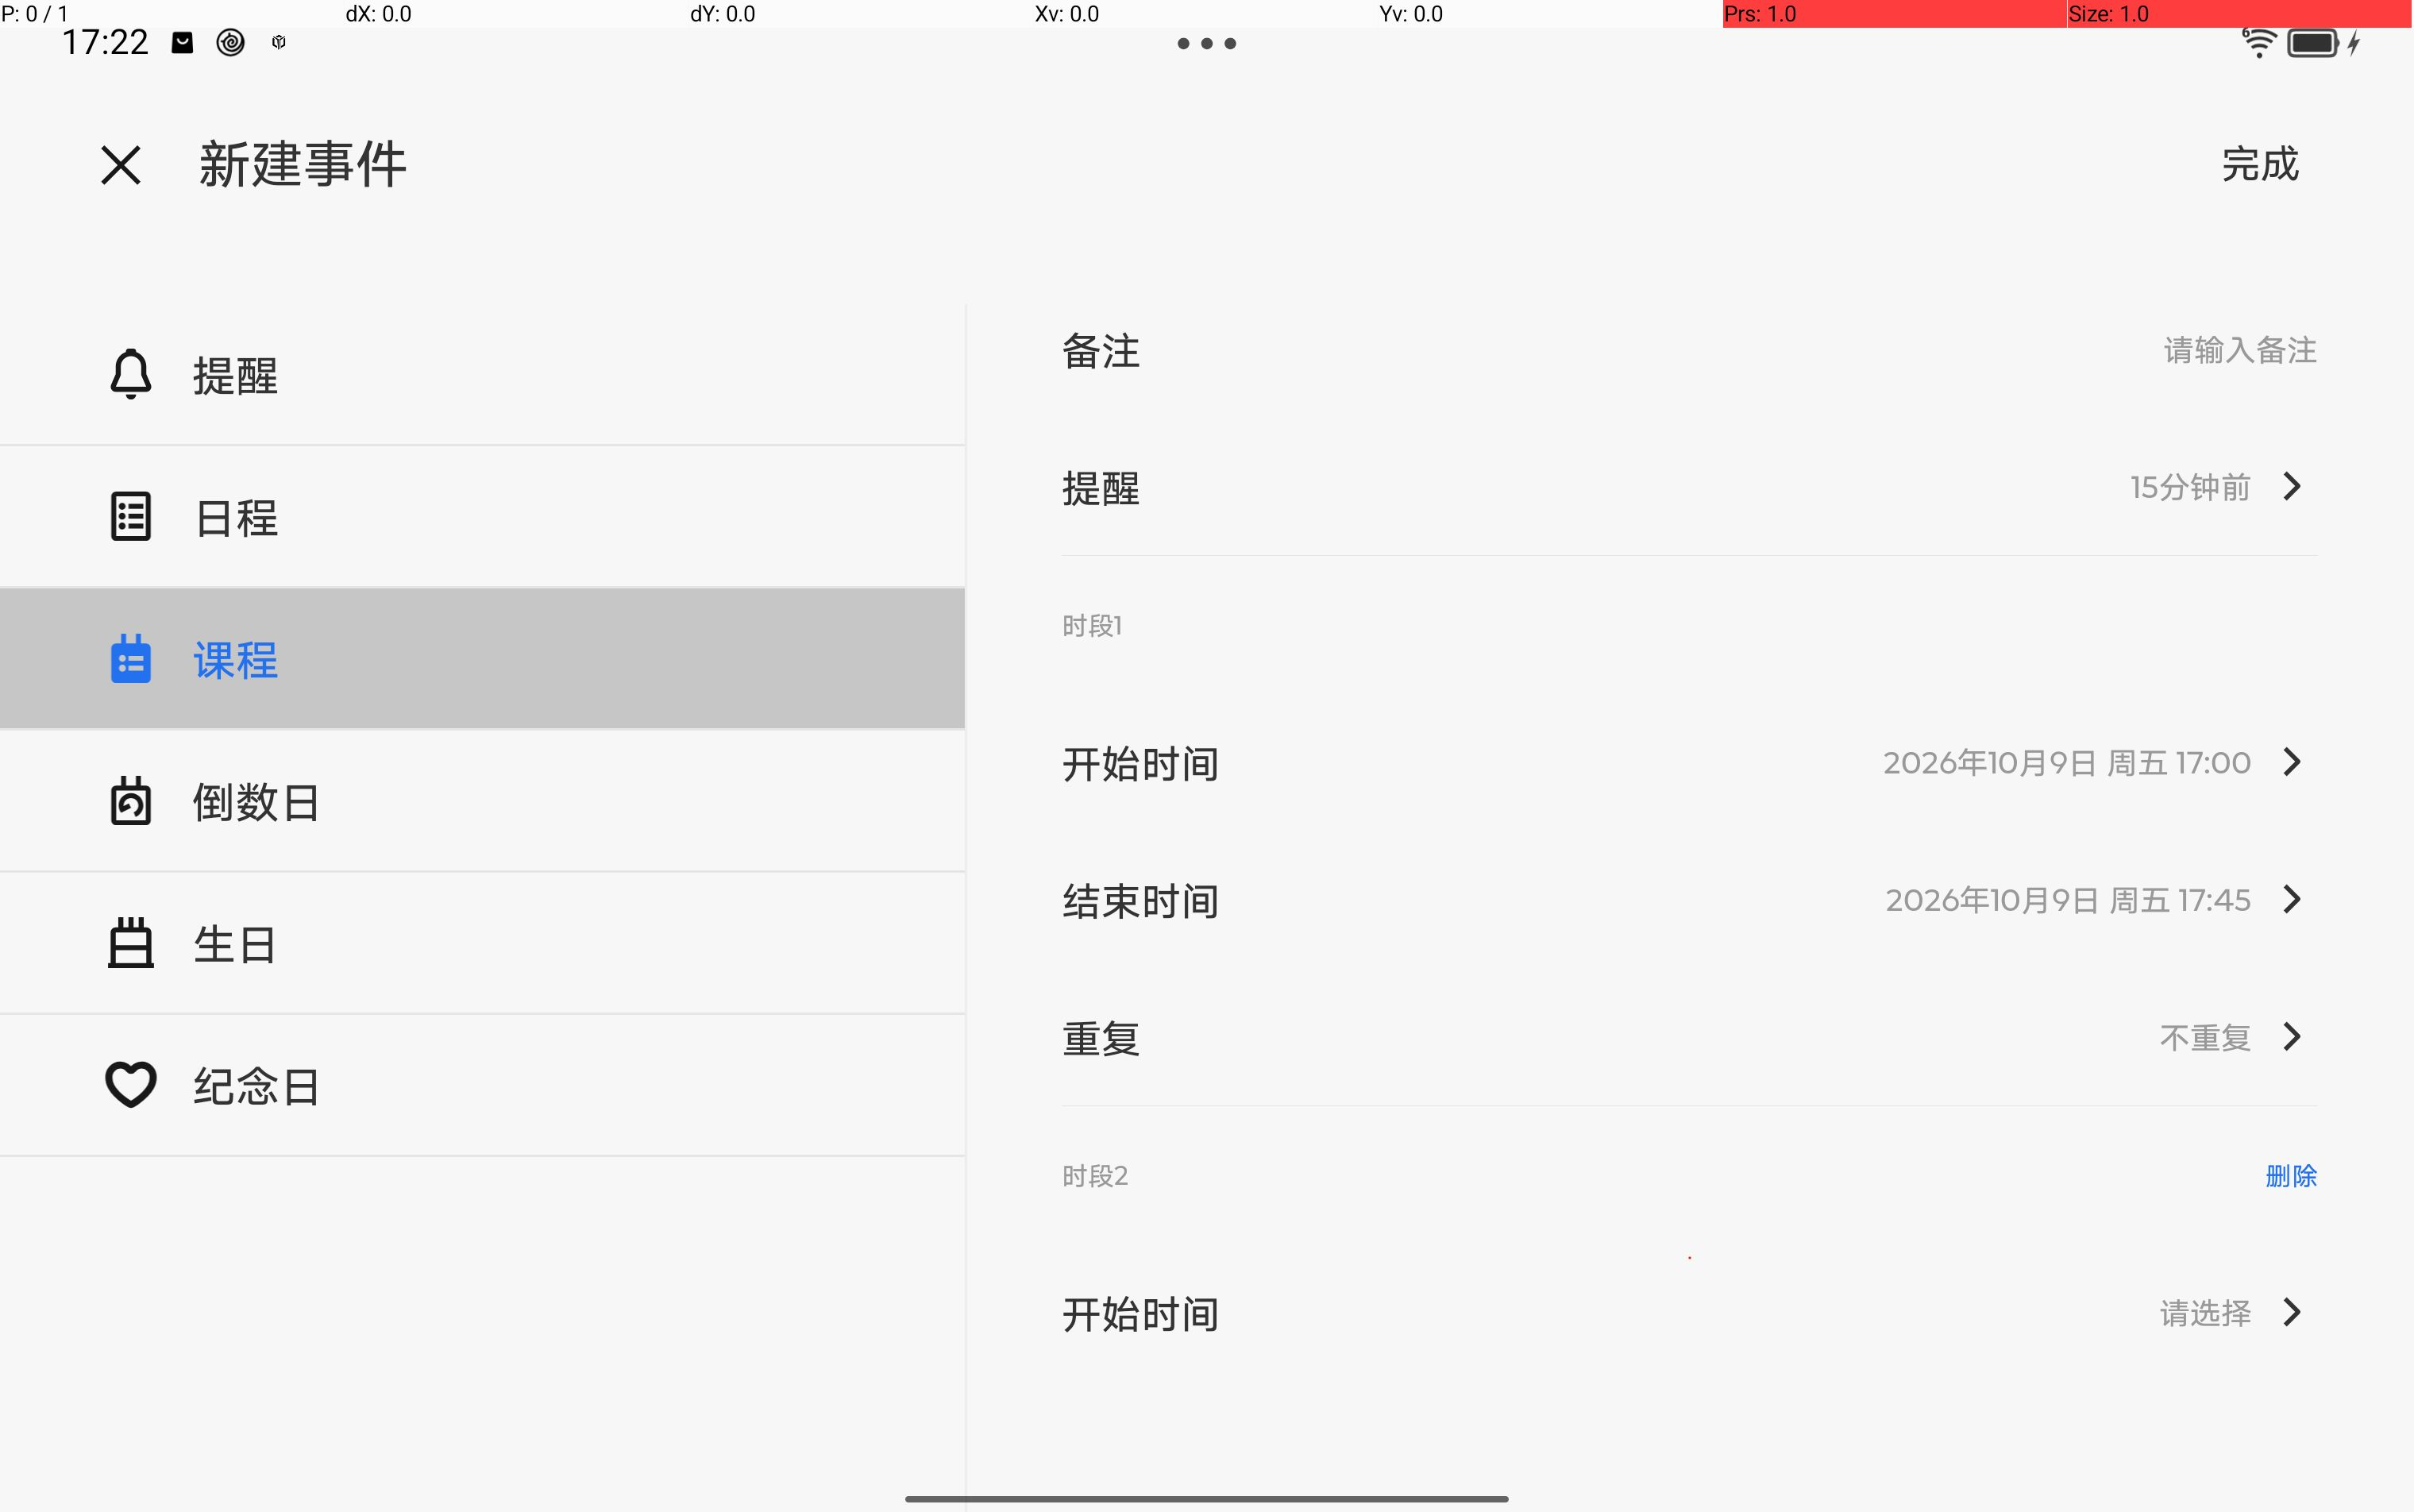 P: 0 / 1 dX: 0.0 dY: 0.0 Xv: 0.0 Yv: 0.0 Prs: 1.0 Size: 1.0
17:22 6
新建事件 完成
提醒
日程
课程
倒数日
生日
纪念日
备注 请输入备注
提醒 15分钟前
时段1
开始时间 2026年10月9日 周五 17:00
结束时间 2026年10月9日 周五 17:45
重复 不重复
时段2 删除
开始时间 请选择